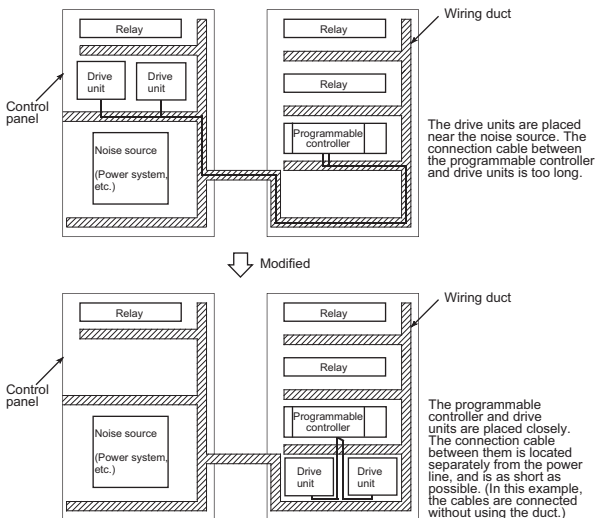 Wiring duct
Relay
Relay
Drive
unit
Drive
unit
Relay
Control
panel
Programmable
controller
Noise source
(Power system,
etc.)
The drive units are placed
near the noise source. The
connection cable between
the programmable controller
and drive units is too long.
Modified
Wiring duct
Relay
Relay
Relay
Control
panel
Programmable
controller
Noise source
(Power system,
etc.)
Drive
unit
Drive
unit
The programmable
controller and drive
units are placed closely.
The connection cable
between them is located
separately from the power
line, and is as short as
possible. (In this example,
the cables are connected
without using the duct.)